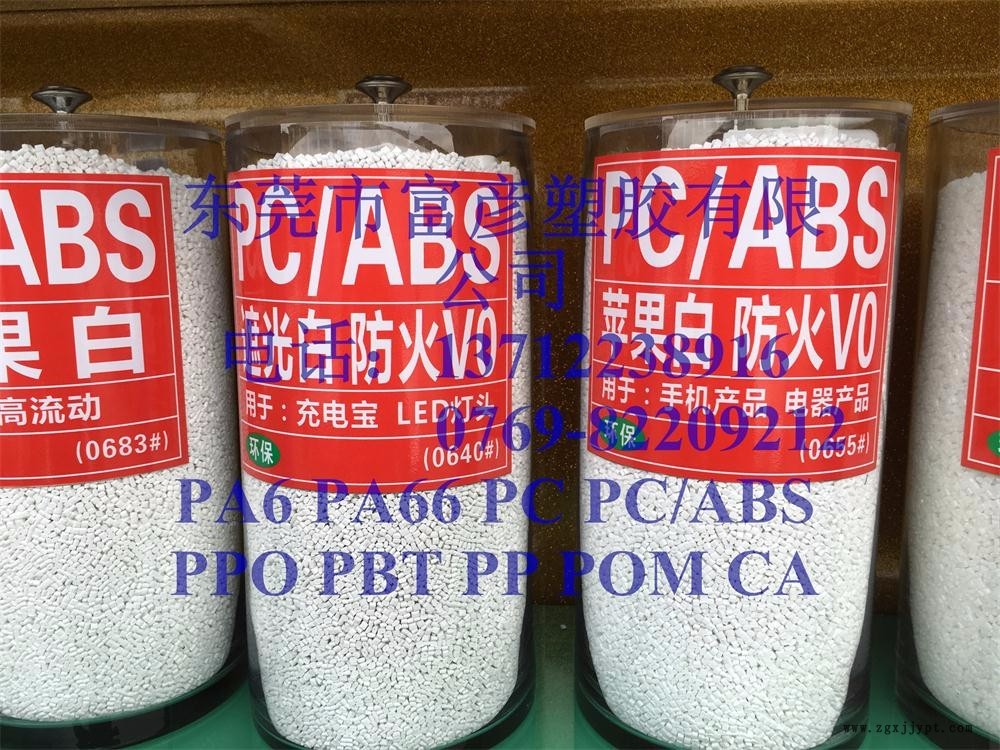 ABS
果白
高流动
(0683#)
PC/ABS
遮光白 防火V0
用于：充电宝 LED灯头
环保
(0640#)
PC/ABS
苹果白 防火V0
用于：手机产品 电器产品
环保
(0655#)
东莞市富彦塑胶有限
公司
电话：13712238916
0769-82209212
PA6 PA66 PC PC/ABS
PPO PBT PP POM CA
www.zgxjjypt.com